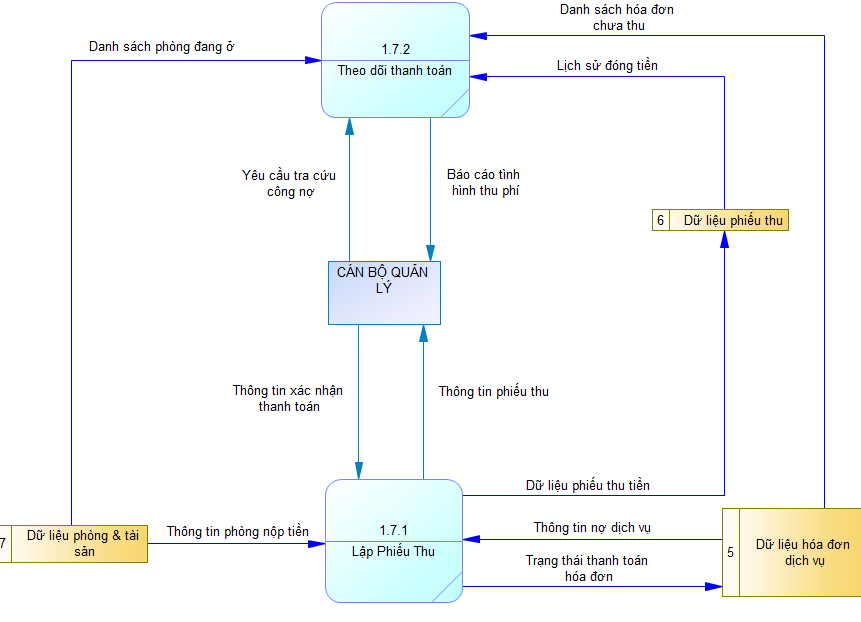 Danh sách hóa đơn
chưa thu
Danh sách phòng đang ở
1.7.2
Theo dõi thanh toán
Lịch sử đóng tiền
Yêu cầu tra cứu
công nợ
Báo cáo tình
hình thu phí
6
Dữ liệu phiếu thu
CÁN BỘ QUẢN
LÝ
Thông tin xác nhận
thanh toán
Thông tin phiếu thu
Dữ liệu phiếu thu tiền
7
Dữ liệu phòng & tài
sản
Thông tin phòng nộp tiền
1.7.1
Lập Phiếu Thu
Thông tin nợ dịch vụ
Trạng thái thanh toán
hóa đơn
5
Dữ liệu hóa đơn
dịch vụ